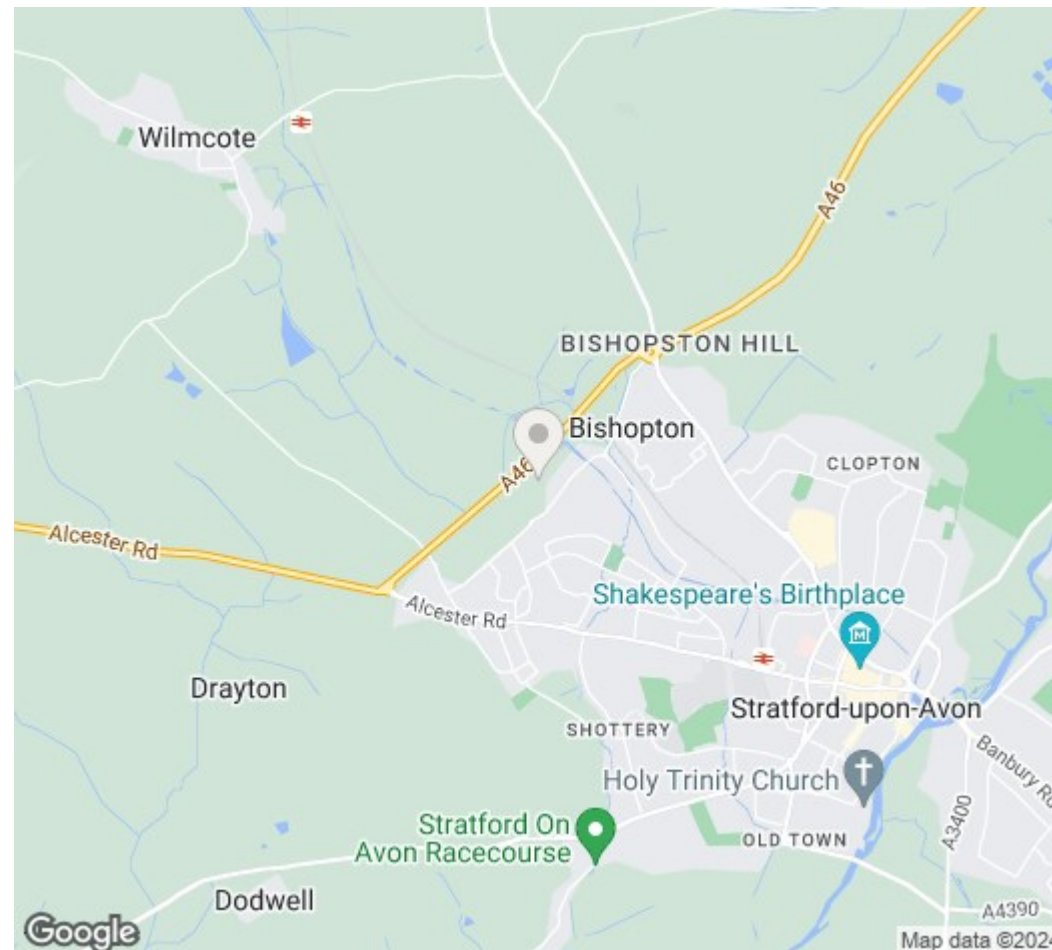 Wilmcote
A46
BISHOPSTON HILL
Bishopton
A46
CLOPTON
Alcester Rd
Shakespeare's Birthplace
Alcester Rd
Drayton
Stratford-upon-Avon
SHOTTERY
Banbury Rd
Holy Trinity Church
Stratford On
Avon Racecourse
A3400
OLD TOWN
Dodwell
A4390
Google
Map data ©2024